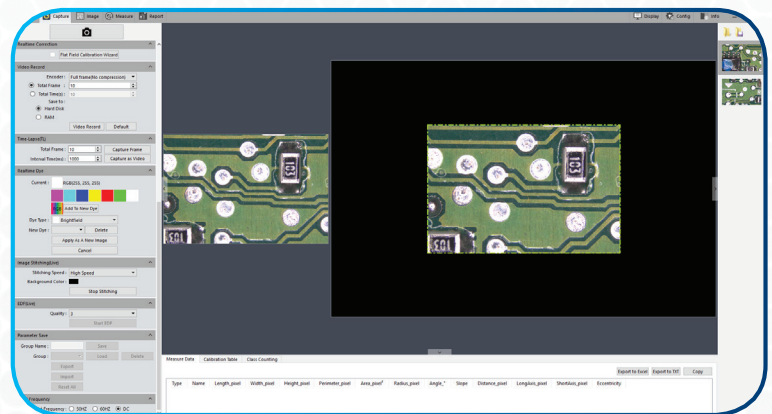 Capture Image Measure Report Display Config Info
Realtime Correction
Flat Field Calibration Wizard
Video Record
Encoder: Full frame(No compression)
Total Frame : 10
Total Time(s) : 10
Save to :
Hard Disk
RAM
Video Record Default
Time-Lapse(TL)
Total Frame : 10 Capture Frame
Interval Time(ms) : 1000 Capture as Video
Realtime Dye
Current : RGB(255, 255, 255)
Add To New Dye
Dye Type : Brightfield
New Dye : Delete
Apply As A New Image
Cancel
Image Stitching(Live)
Stitching Speed : High Speed
Background Color :
Stop Stitching
EDF(Live)
Quality : 2
Start EDF
Parameter Save
Group Name : Save
Group : Load Delete
Export
Import
Reset All
Frequency
Frequency : 50HZ 60HZ DC
103
103
103
103
Measure Data Calibration Table Class Counting
Export to Excel Export to TXT. Copy
Type Name Length_pixel Width_pixel Height_pixel Perimeter_pixel Area_pixel² Radius_pixel Angle_° Slope Distance_pixel LongAxis_pixel ShortAxis_pixel Eccentricity